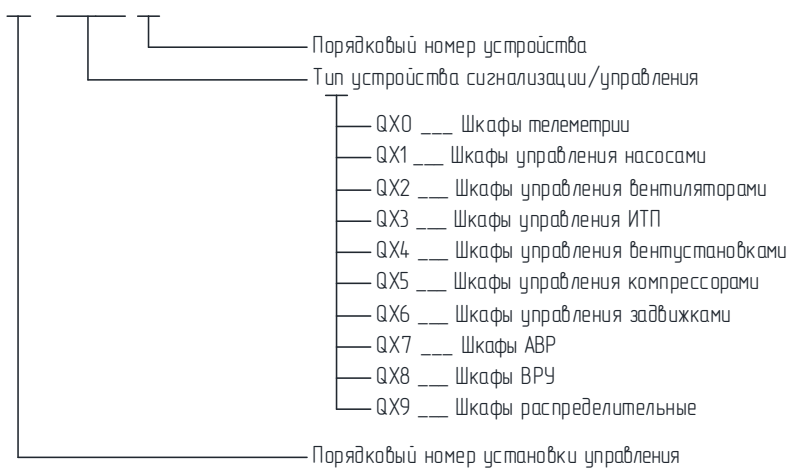 Порядковый номер устройства
Тип устройства сигнализации/управления
QX0 ___ Шкафы телеметрии
QX1 ___ Шкафы управления насосами
QX2 ___ Шкафы управления вентиляторами
QX3 ___ Шкафы управления ИТП
QX4 ___ Шкафы управления вентустановками
QX5 ___ Шкафы управления компрессорами
QX6 ___ Шкафы управления задвижками
QX7 ___ Шкафы АВР
QX8 ___ Шкафы ВРУ
QX9 ___ Шкафы распределительные
Порядковый номер установки управления